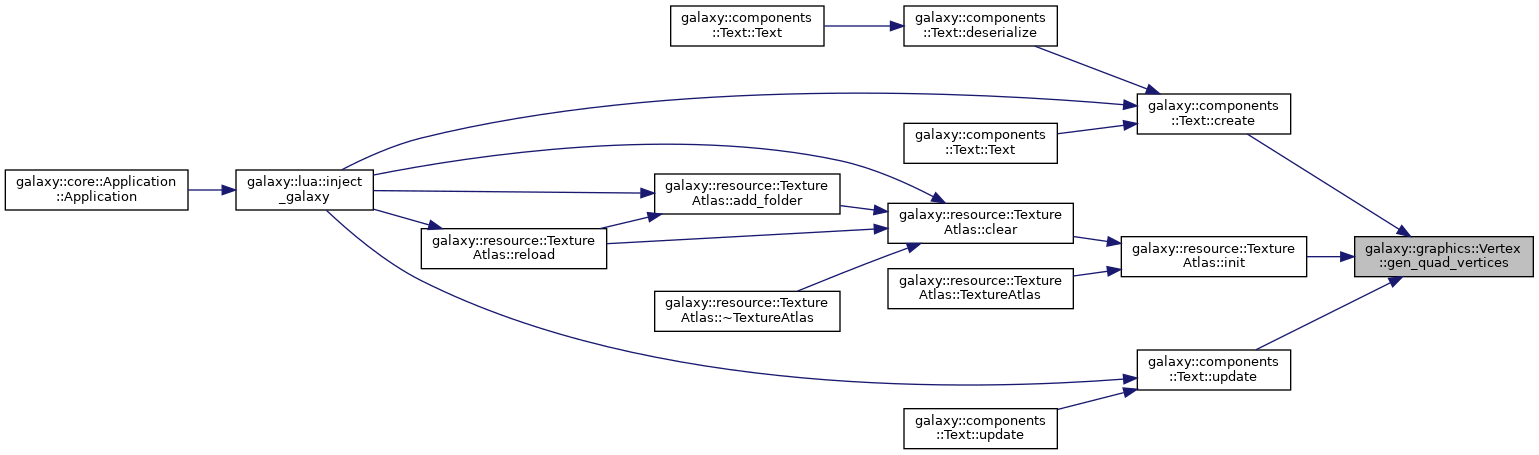 galaxy::components
::Text::Text
galaxy::components
::Text::deserialize
galaxy::components
::Text::create
galaxy::components
::Text::Text
galaxy::core::Application
::Application
galaxy::lua::inject
_galaxy
galaxy::resource::Texture
Atlas::add_folder
galaxy::resource::Texture
Atlas::clear
galaxy::resource::Texture
Atlas::reload
galaxy::resource::Texture
Atlas::init
galaxy::graphics::Vertex
::gen_quad_vertices
galaxy::resource::Texture
Atlas::TextureAtlas
galaxy::resource::Texture
Atlas::~TextureAtlas
galaxy::components
::Text::update
galaxy::components
::Text::update